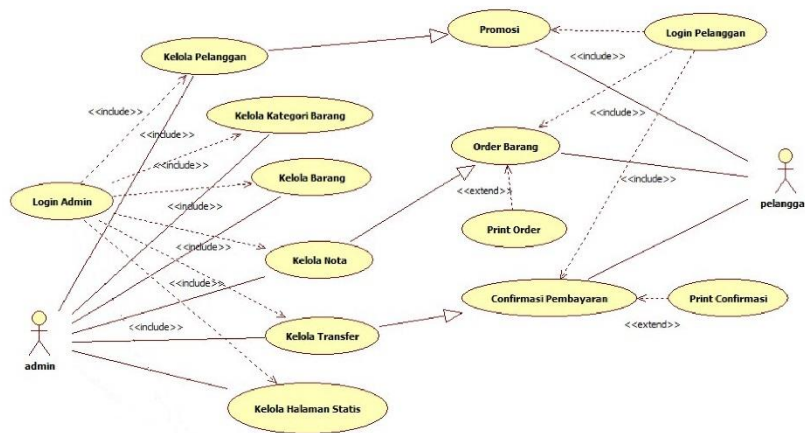 Promosi
Login Pelanggan
Kelola Pelanggan
<<include>>
<<include>>
Kelola Kategori Barang
<<include>>
Order Barang
<<include>>
Kelola Barang
<<include>>
Login Admin
<<extend>>
pelangga
Print Order
<<include>>
Kelola Nota
<<include>>
Confirmasi Pembayaran
Print Confirmasi
<<include>>
Kelola Transfer
<<extend>>
admin
Kelola Halaman Statis